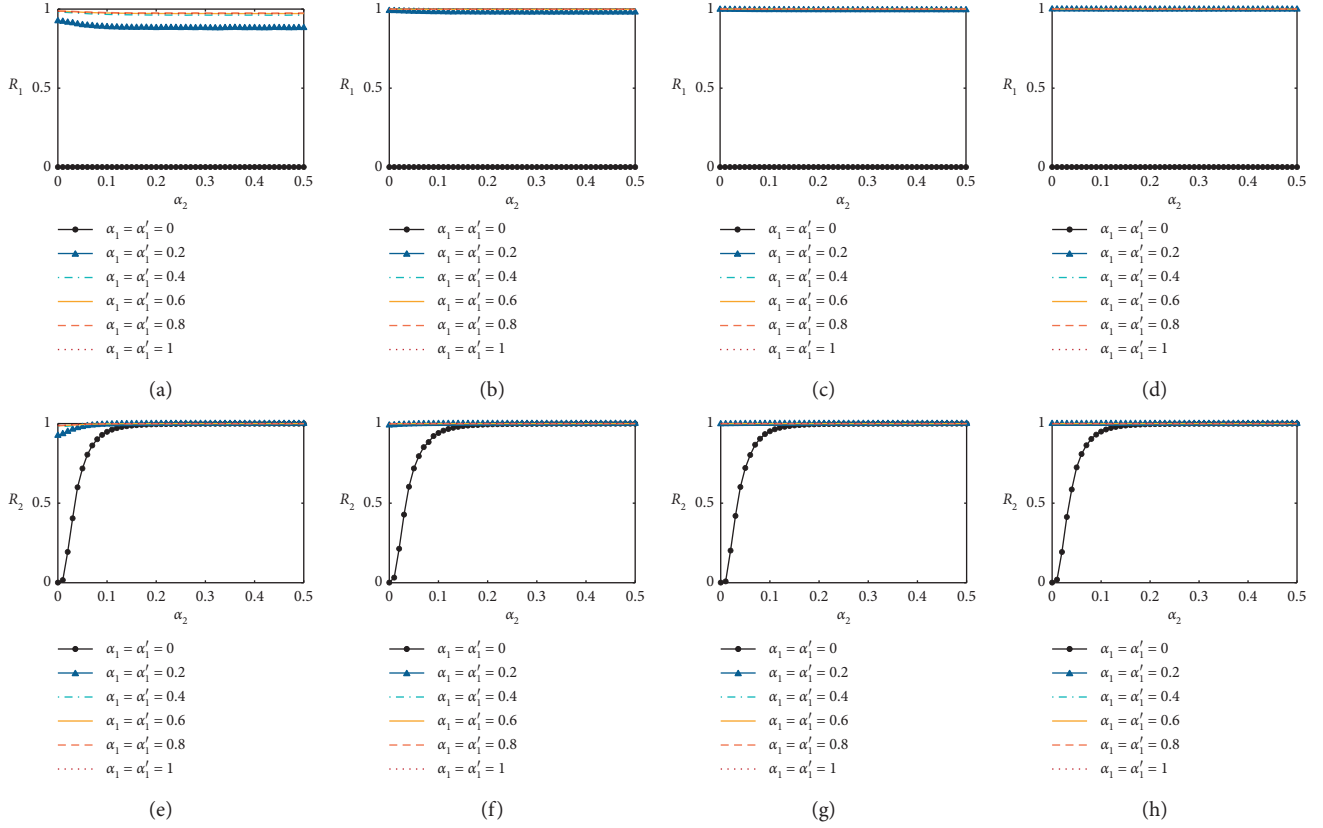 1
1
1
1
R₁ 0.5
R₁ 0.5
R₁ 0.5
R₁ 0.5
0
0
0
0
0 0.1 0.2 0.3 0.4 0.5
0 0.1 0.2 0.3 0.4 0.5
0 0.1 0.2 0.3 0.4 0.5
0 0.1 0.2 0.3 0.4 0.5
α₂
α₂
α₂
α₂
α₁ = α′₁ = 0
α₁ = α′₁ = 0.2
α₁ = α′₁ = 0.4
α₁ = α′₁ = 0.6
α₁ = α′₁ = 0.8
α₁ = α′₁ = 1
(a)
α₁ = α′₁ = 0
α₁ = α′₁ = 0.2
α₁ = α′₁ = 0.4
α₁ = α′₁ = 0.6
α₁ = α′₁ = 0.8
α₁ = α′₁ = 1
(b)
α₁ = α′₁ = 0
α₁ = α′₁ = 0.2
α₁ = α′₁ = 0.4
α₁ = α′₁ = 0.6
α₁ = α′₁ = 0.8
α₁ = α′₁ = 1
(c)
α₁ = α′₁ = 0
α₁ = α′₁ = 0.2
α₁ = α′₁ = 0.4
α₁ = α′₁ = 0.6
α₁ = α′₁ = 0.8
α₁ = α′₁ = 1
(d)
1
1
1
1
R₂ 0.5
R₂ 0.5
R₂ 0.5
R₂ 0.5
0
0
0
0
0 0.1 0.2 0.3 0.4 0.5
0 0.1 0.2 0.3 0.4 0.5
0 0.1 0.2 0.3 0.4 0.5
0 0.1 0.2 0.3 0.4 0.5
α₂
α₂
α₂
α₂
α₁ = α′₁ = 0
α₁ = α′₁ = 0.2
α₁ = α′₁ = 0.4
α₁ = α′₁ = 0.6
α₁ = α′₁ = 0.8
α₁ = α′₁ = 1
(e)
α₁ = α′₁ = 0
α₁ = α′₁ = 0.2
α₁ = α′₁ = 0.4
α₁ = α′₁ = 0.6
α₁ = α′₁ = 0.8
α₁ = α′₁ = 1
(f)
α₁ = α′₁ = 0
α₁ = α′₁ = 0.2
α₁ = α′₁ = 0.4
α₁ = α′₁ = 0.6
α₁ = α′₁ = 0.8
α₁ = α′₁ = 1
(g)
α₁ = α′₁ = 0
α₁ = α′₁ = 0.2
α₁ = α′₁ = 0.4
α₁ = α′₁ = 0.6
α₁ = α′₁ = 0.8
α₁ = α′₁ = 1
(h)